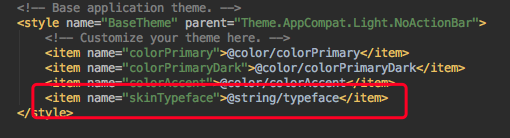 <!-- Base application theme. -->
<style name="BaseTheme" parent="Theme.AppCompat.Light.NoActionBar">
<!-- Customize your theme here. -->
<item name="colorPrimary">@color/colorPrimary</item>
<item name="colorPrimaryDark">@color/colorPrimaryDark</item>
<item name="colorAccent">@color/colorAccent</item>
<item name="skinTypeface">@string/typeface</item>
</style>